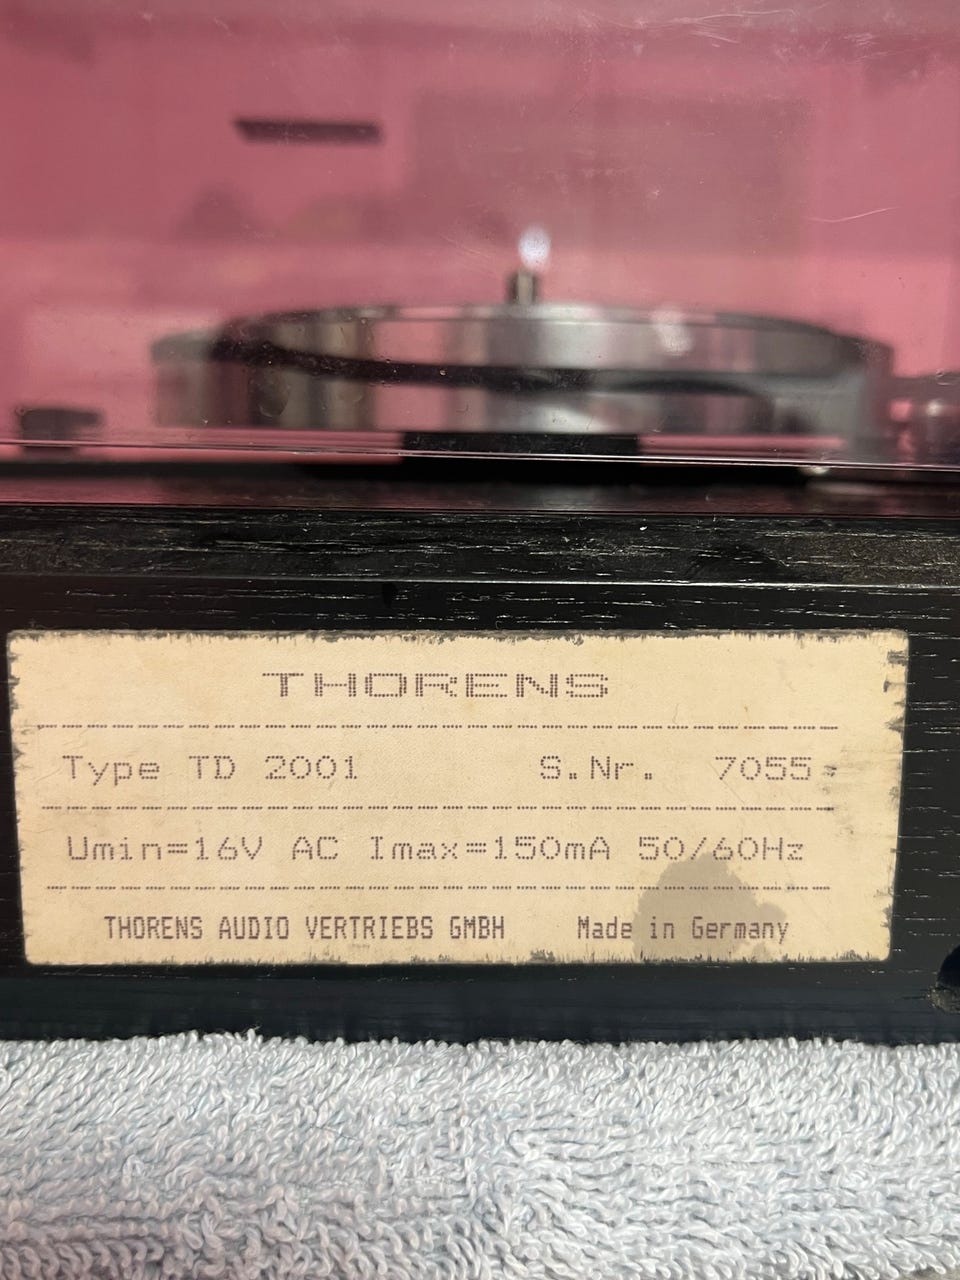 THORENS
Type TD 2001 S.Nr. 7055
Umin=16V AC Imax=150mA 50/60Hz
THORENS AUDIO VERTRIEBS GMBH Made in Germany